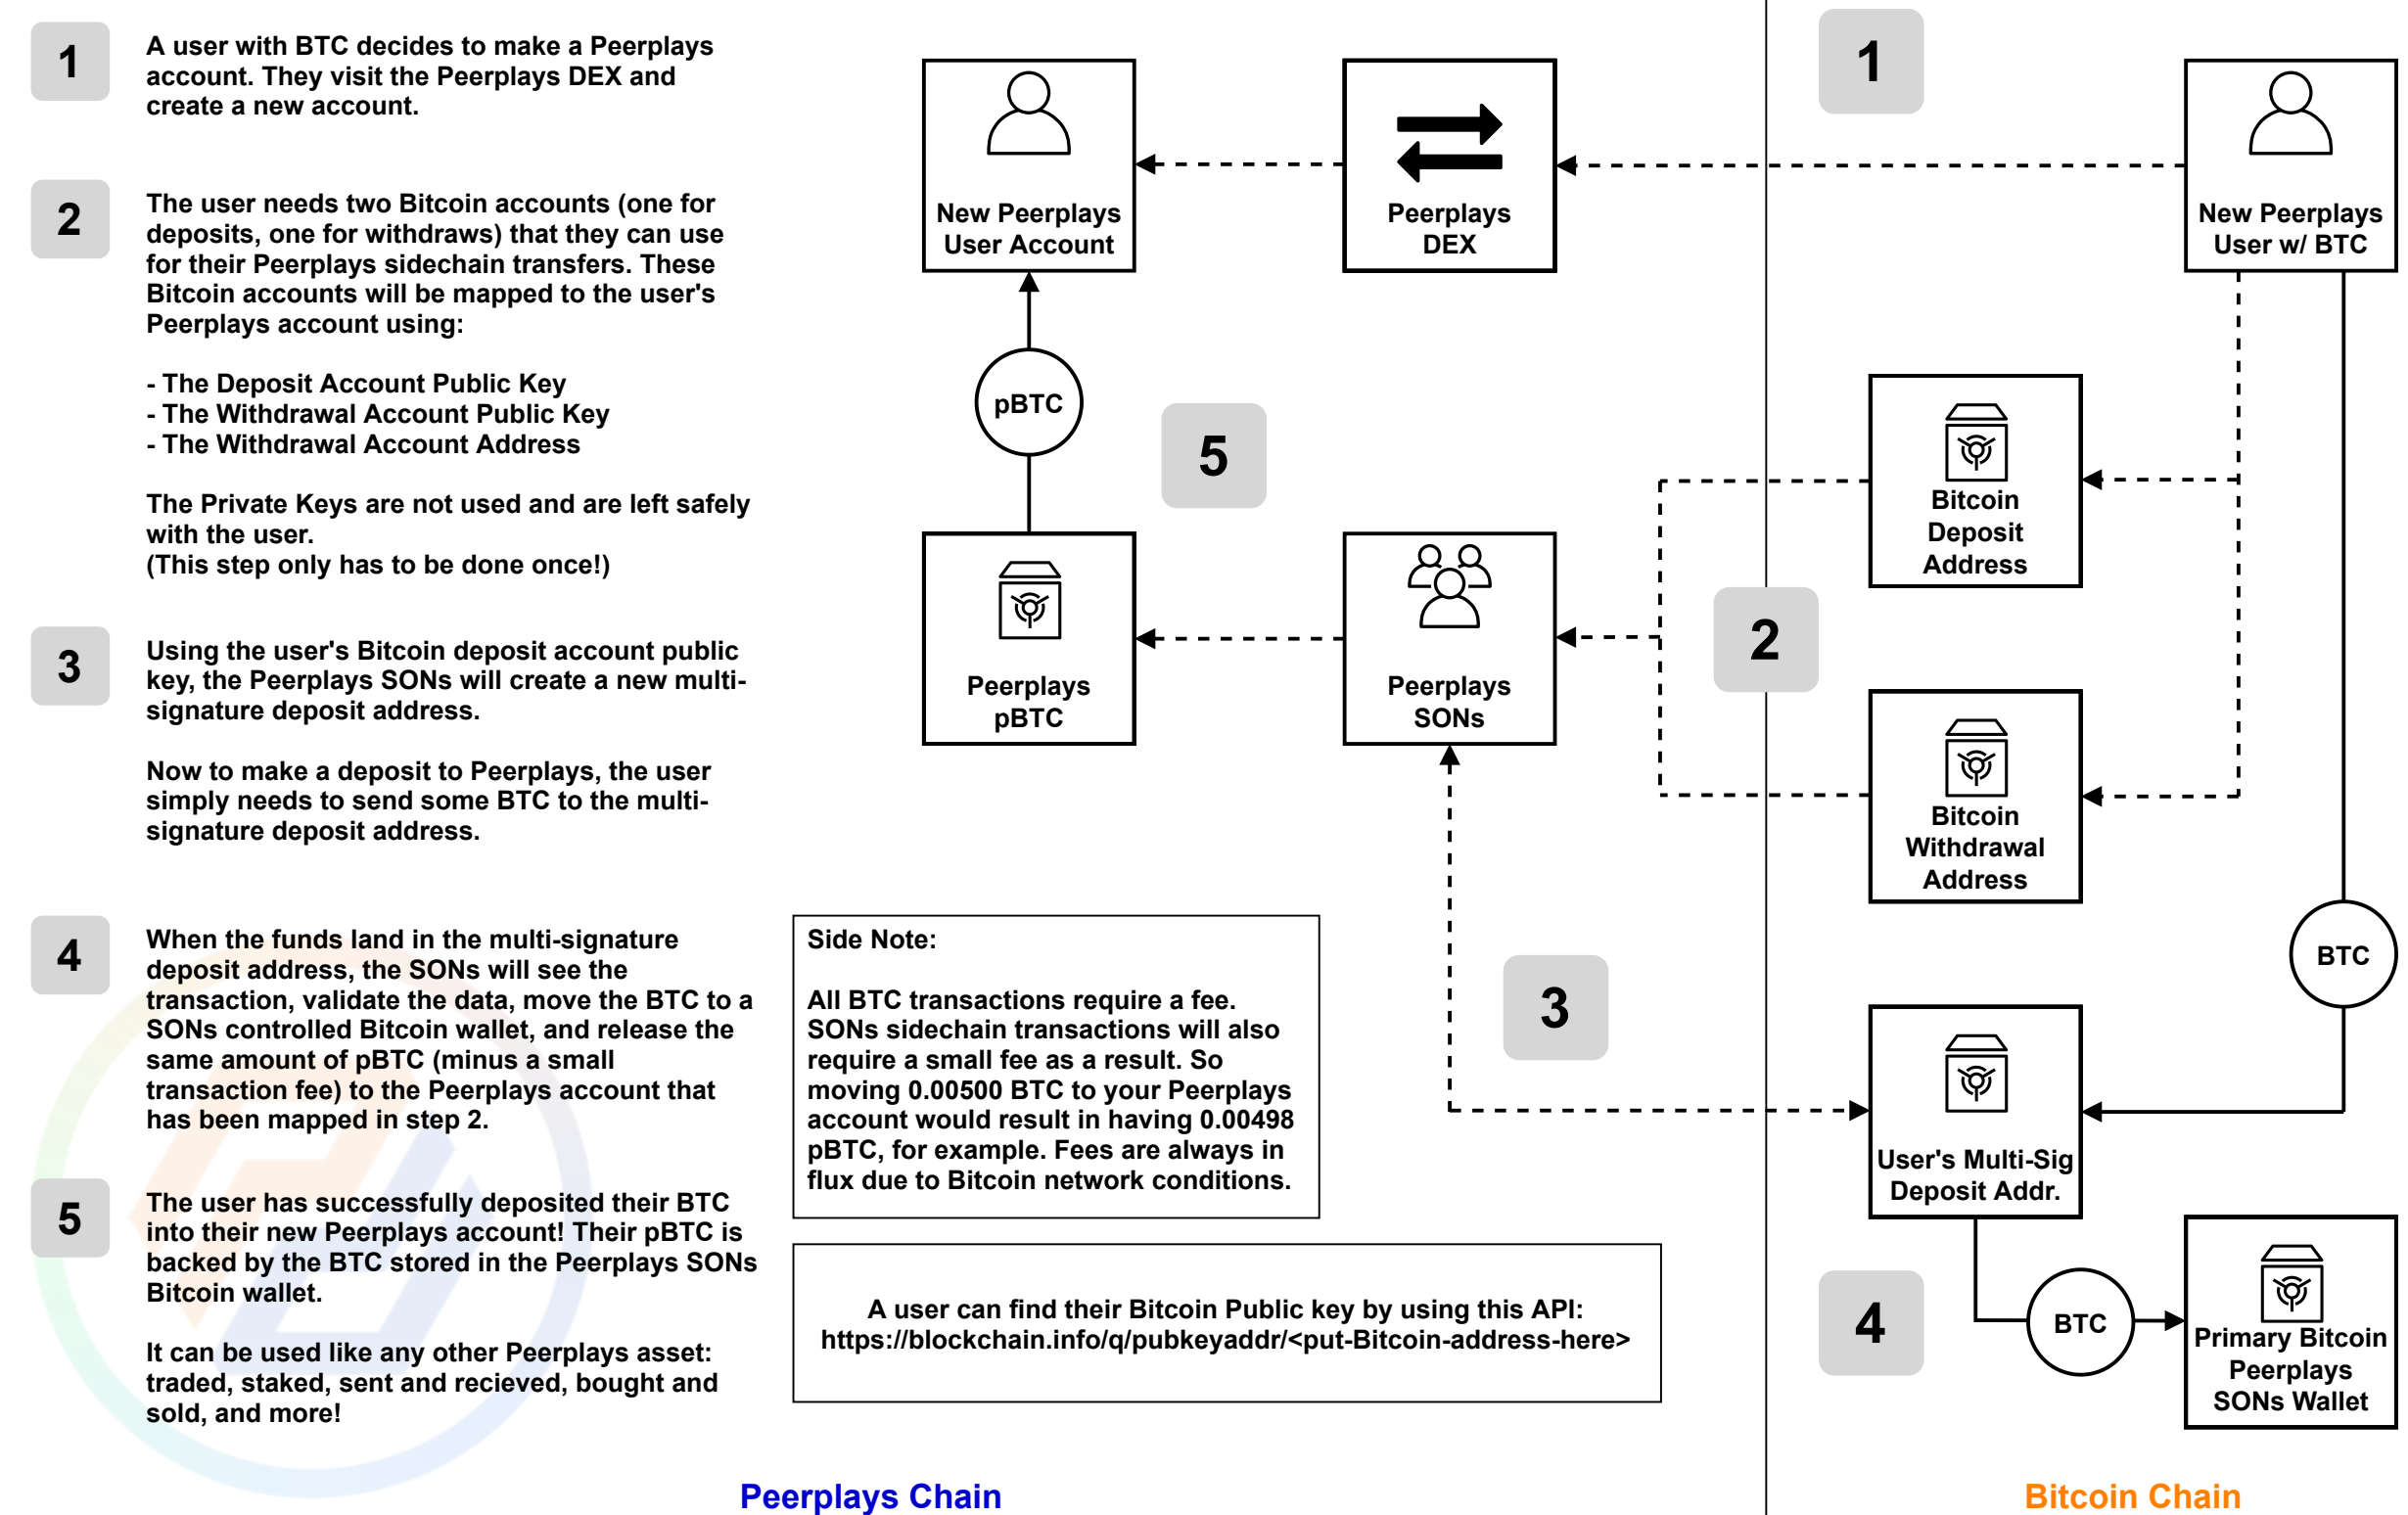 1
A user with BTC decides to make a Peerplays
account. They visit the Peerplays DEX and
create a new account.
2
The user needs two Bitcoin accounts (one for
deposits, one for withdraws) that they can use
for their Peerplays sidechain transfers. These
Bitcoin accounts will be mapped to the user's
Peerplays account using:
- The Deposit Account Public Key
- The Withdrawal Account Public Key
- The Withdrawal Account Address
The Private Keys are not used and are left safely
with the user.
(This step only has to be done once!)
3
Using the user's Bitcoin deposit account public
key, the Peerplays SONs will create a new multi-
signature deposit address.
Now to make a deposit to Peerplays, the user
simply needs to send some BTC to the multi-
signature deposit address.
4
When the funds land in the multi-signature
deposit address, the SONs will see the
transaction, validate the data, move the BTC to a
SONs controlled Bitcoin wallet, and release the
same amount of pBTC (minus a small
transaction fee) to the Peerplays account that
has been mapped in step 2.
5
The user has successfully deposited their BTC
into their new Peerplays account! Their pBTC is
backed by the BTC stored in the Peerplays SONs
Bitcoin wallet.
It can be used like any other Peerplays asset:
traded, staked, sent and recieved, bought and
sold, and more!
New Peerplays
User Account
Peerplays
DEX
1
New Peerplays
User w/ BTC
pBTC
5
Bitcoin
Deposit
Address
Peerplays
pBTC
Peerplays
SONs
2
Bitcoin
Withdrawal
Address
BTC
Side Note:
All BTC transactions require a fee.
SONs sidechain transactions will also
require a small fee as a result. So
moving 0.00500 BTC to your Peerplays
account would result in having 0.00498
pBTC, for example. Fees are always in
flux due to Bitcoin network conditions.
3
User's Multi-Sig
Deposit Addr.
A user can find their Bitcoin Public key by using this API:
https://blockchain.info/q/pubkeyaddr/<put-Bitcoin-address-here>
4
BTC
Primary Bitcoin
Peerplays
SONs Wallet
Peerplays Chain
Bitcoin Chain